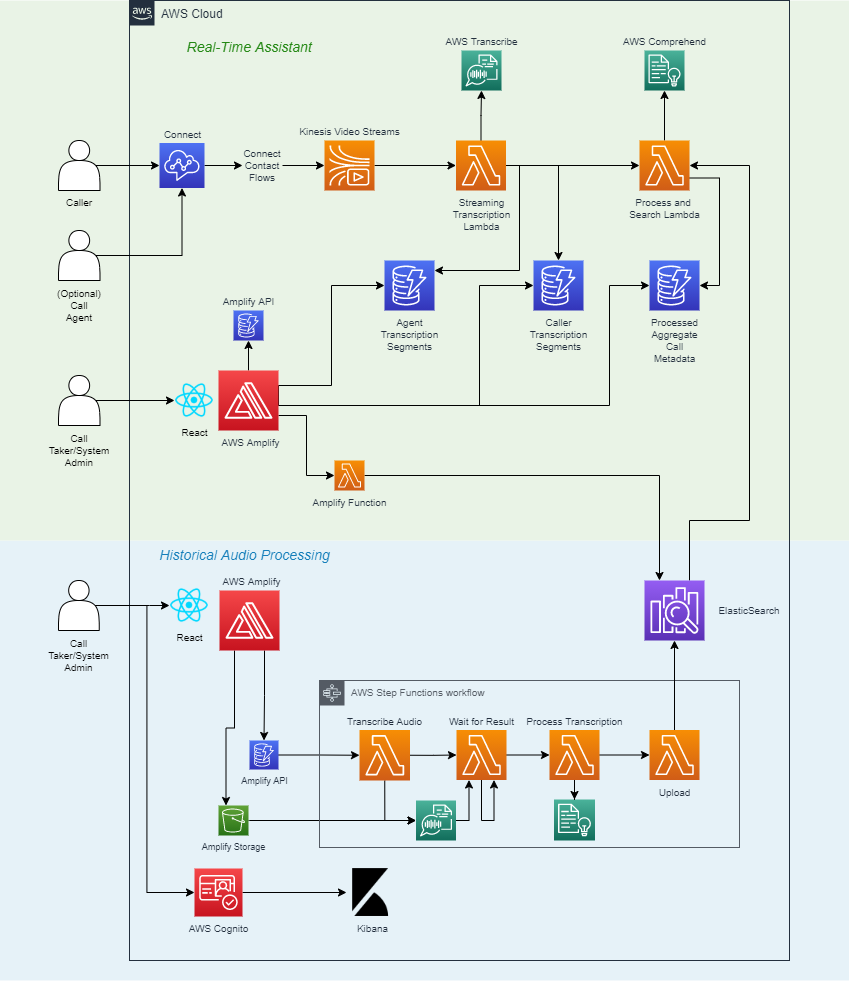 aws
AWS Cloud
Real-Time Assistant
AWS Transcribe
AWS Comprehend
Connect
Kinesis Video Streams
Connect
Contact
Flows
Caller
Streaming
Transcription
Lambda
Process and
Search Lambda
(Optional)
Call
Agent
Amplify API
Agent
Transcription
Segments
Caller
Transcription
Segments
Processed
Aggregate
Call
Metadata
React
AWS Amplify
Call
Taker/System
Admin
Amplify Function
Historical Audio Processing
AWS Amplify
React
ElasticSearch
Call
Taker/System
Admin
AWS Step Functions workflow
Transcribe Audio
Wait for Result
Process Transcription
Amplify API
Upload
Amplify Storage
AWS Cognito
Kibana